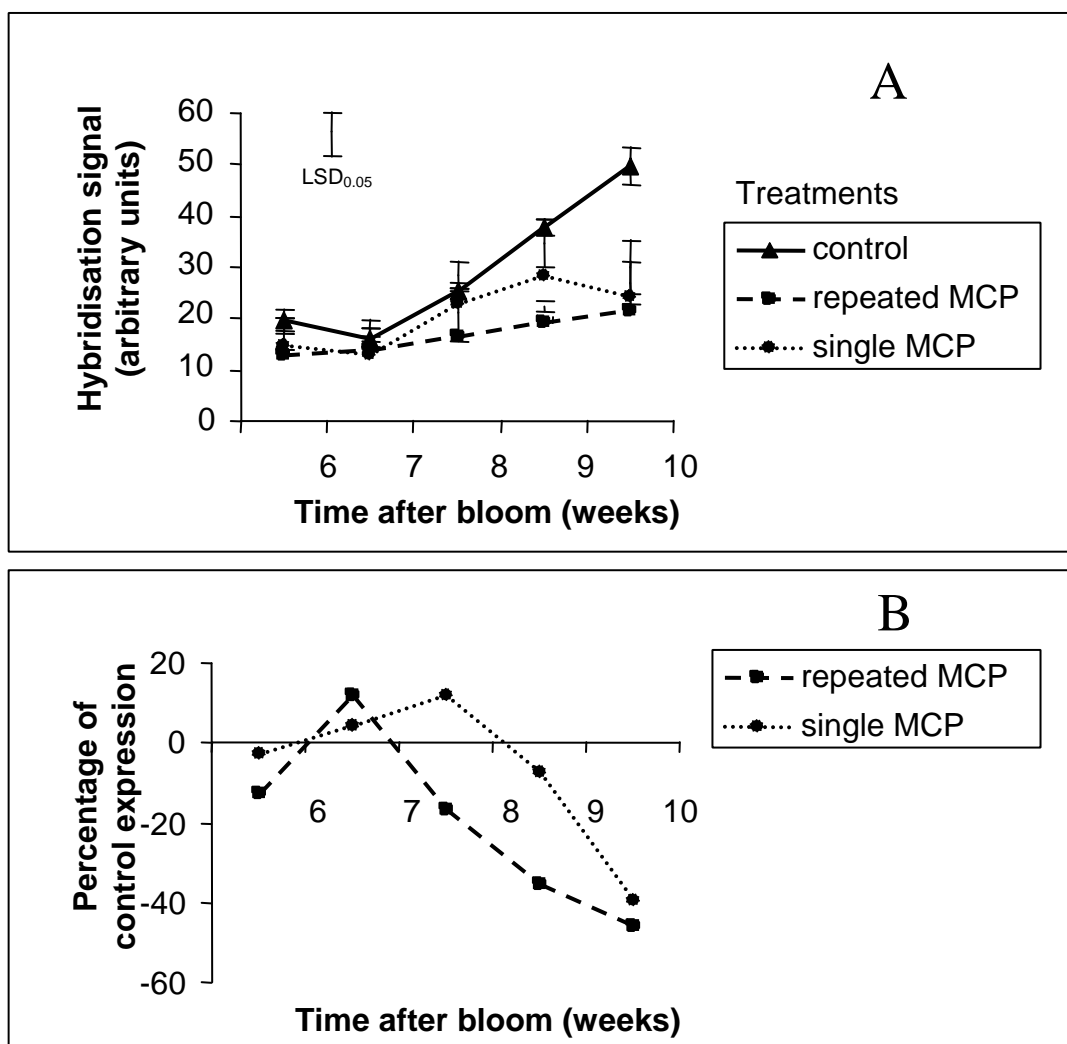 A
Hybridisation signal
(arbitrary units)
60
50
40
30
20
10
0
LSD0.05
6 7 8 9 10
Time after bloom (weeks)
Treatments
control
repeated MCP
single MCP
B
Percentage of
control expression
20
0
-20
-40
-60
6 7 8 9 10
Time after bloom (weeks)
repeated MCP
single MCP